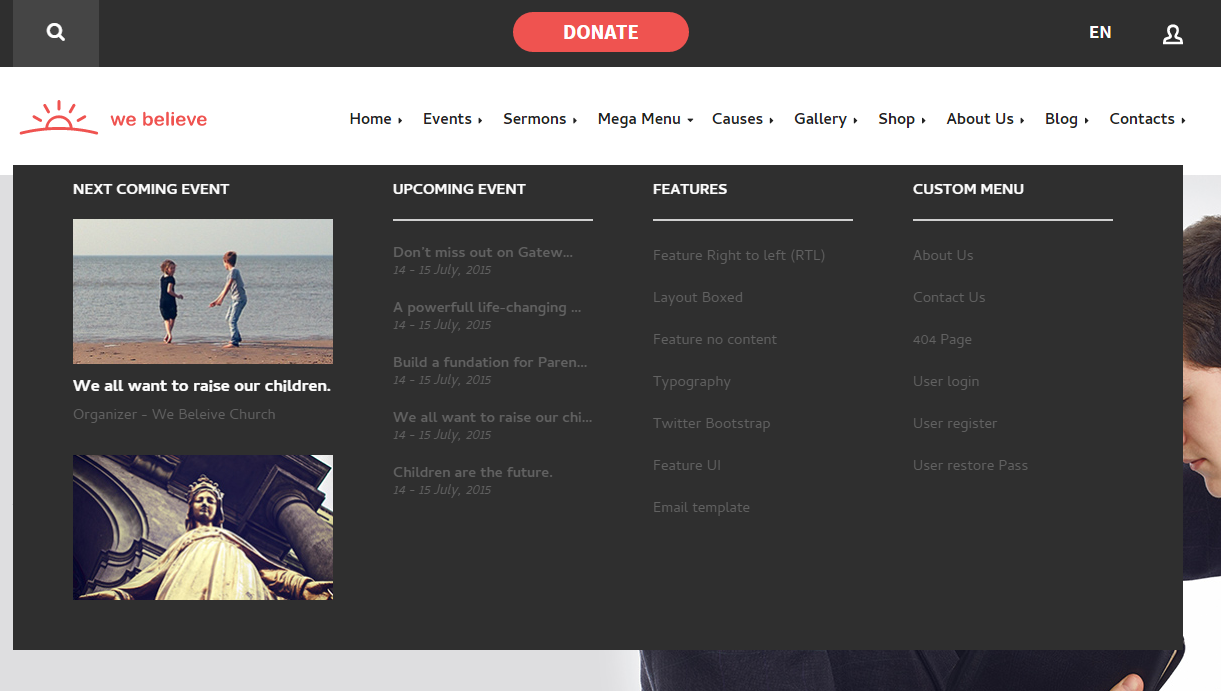 DONATE
EN
we believe
Home
Events
Sermons
Mega Menu
Causes
Gallery
Shop
About Us
Blog
Contacts
NEXT COMING EVENT
We all want to raise our children.
Organizer - We Beleive Church
UPCOMING EVENT
Don't miss out on Gatew...
14 - 15 July, 2015
A powerfull life-changing ...
14 - 15 July, 2015
Build a fundation for Paren...
14 - 15 July, 2015
We all want to raise our chi...
14 - 15 July, 2015
Children are the future.
14 - 15 July, 2015
FEATURES
Feature Right to left (RTL)
Layout Boxed
Feature no content
Typography
Twitter Bootstrap
Feature UI
Email template
CUSTOM MENU
About Us
Contact Us
404 Page
User login
User register
User restore Pass